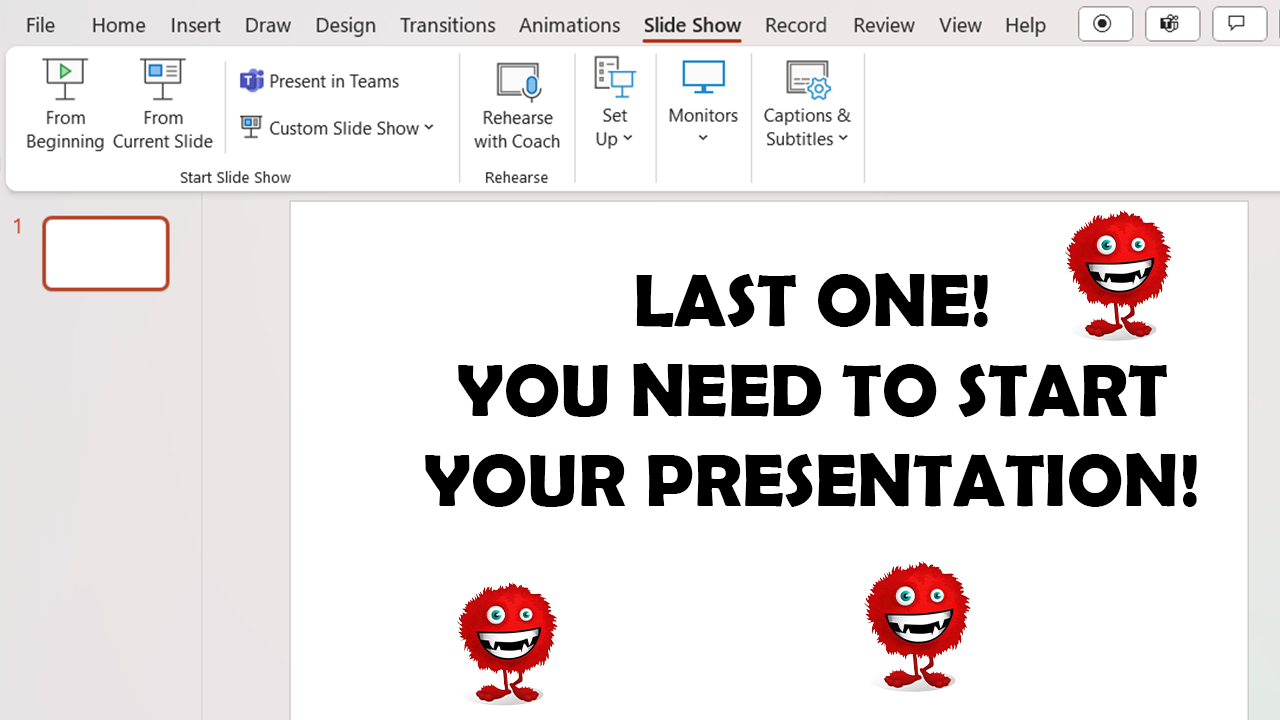 File Home Insert Draw Design Transitions Animations Slide Show Record Review View Help
From Beginning
From Current Slide
Present in Teams
Custom Slide Show
Start Slide Show
Rehearse with Coach
Rehearse
Set Up
Monitors
Captions & Subtitles
1
LAST ONE!
YOU NEED TO START
YOUR PRESENTATION!